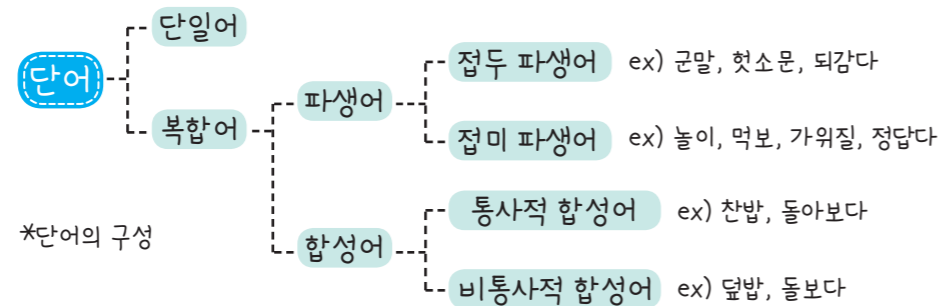 단어
단일어
복합어
파생어
접두 파생어 ex) 군말, 헛소문, 되감다
접미 파생어 ex) 놀이, 먹보, 가위질, 정답다
합성어
통사적 합성어 ex) 찬밥, 돌아보다
비통사적 합성어 ex) 덮밥, 돌보다
*단어의 구성